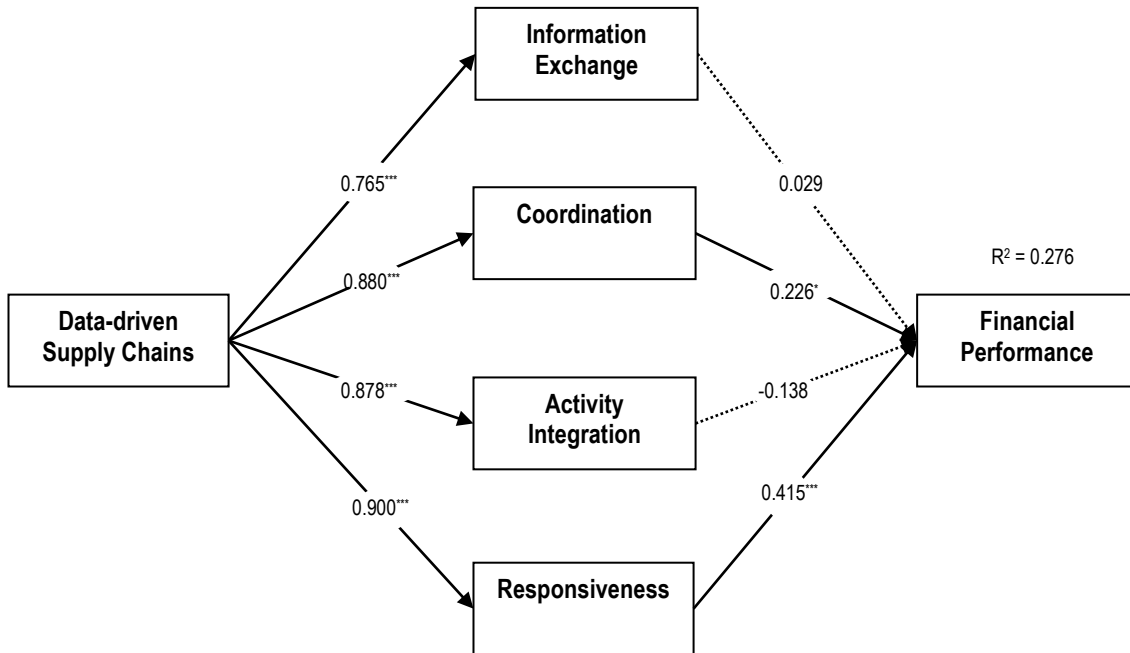 Information
Exchange
0.765***
0.029
Coordination
R² = 0.276
0.880***
0.226*
Data-driven
Supply Chains
Financial
Performance
0.878***
-0.138
Activity
Integration
0.900***
0.415***
Responsiveness